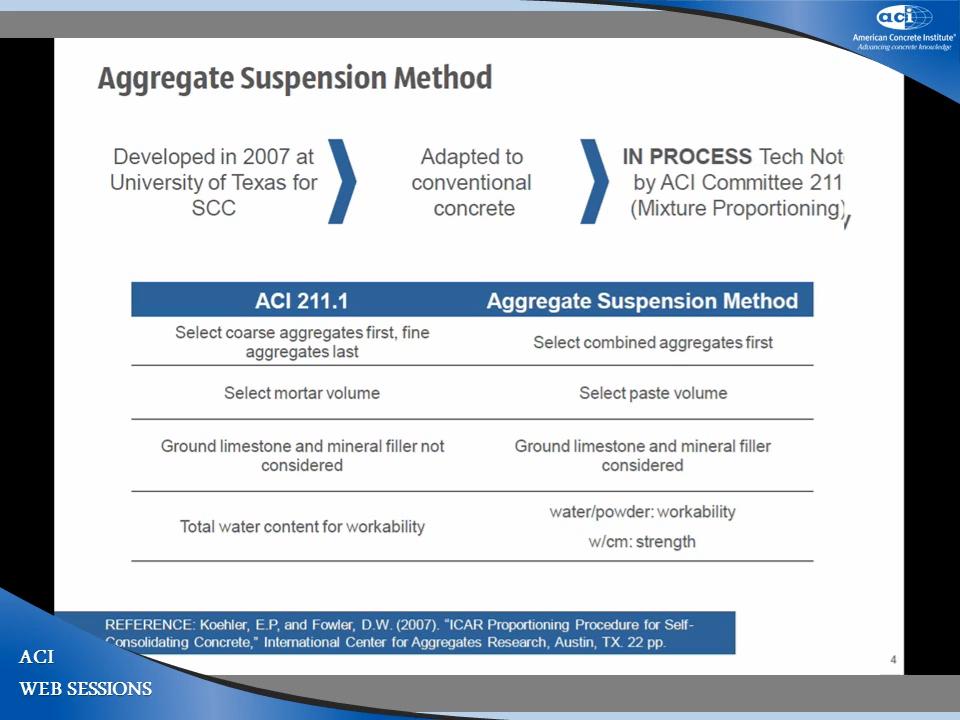 aci
American Concrete Institute®
Advancing concrete knowledge
Aggregate Suspension Method
Developed in 2007 at
University of Texas for
SCC
Adapted to
conventional
concrete
IN PROCESS Tech Not
by ACI Committee 211
(Mixture Proportioning)
ACI 211.1
Aggregate Suspension Method
Select coarse aggregates first, fine
aggregates last
Select combined aggregates first
Select mortar volume
Select paste volume
Ground limestone and mineral filler not
considered
Ground limestone and mineral filler
considered
Total water content for workability
water/powder: workability
w/cm: strength
REFERENCE: Koehler, E.P, and Fowler, D.W. (2007). “ICAR Proportioning Procedure for Self-
Consolidating Concrete,” International Center for Aggregates Research, Austin, TX. 22 pp.
4
ACI
WEB SESSIONS